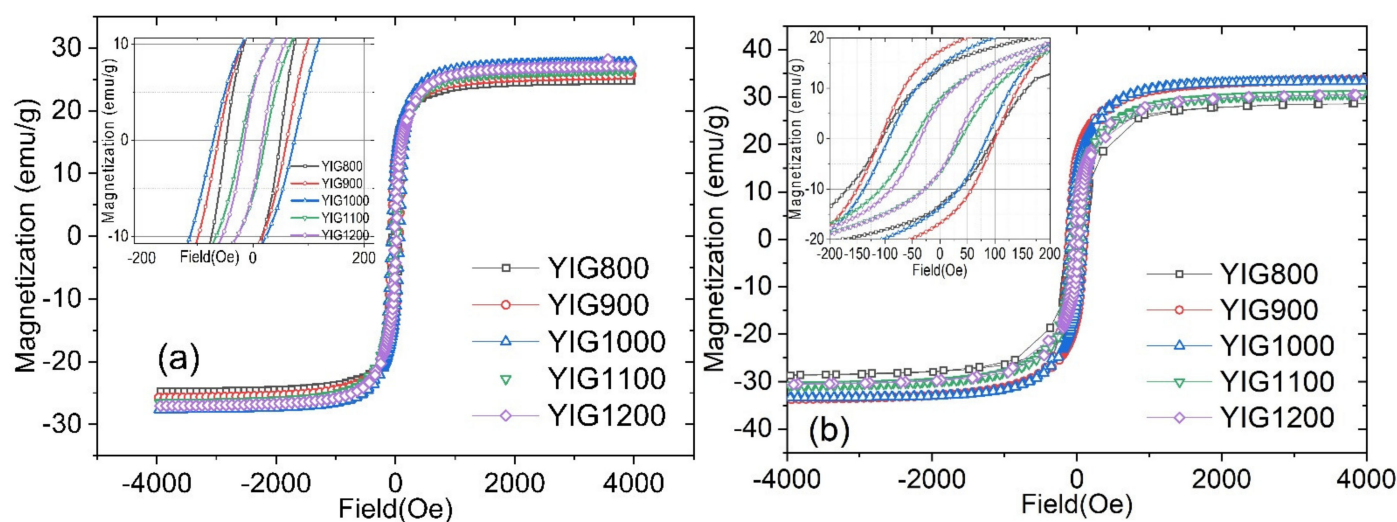 30
20
10
0
-10
-20
-30
Magnetization (emu/g)
-4000
-2000
0
2000
4000
Field(Oe)
(a)
YIG800
YIG900
YIG1000
YIG1100
YIG1200
10
0
-10
Magnetization (emu/g)
-200
0
200
Field(Oe)
YIG800
YIG900
YIG1000
YIG1100
YIG1200
40
30
20
10
0
-10
-20
-30
-40
Magnetization (emu/g)
-4000
-2000
0
2000
4000
Field(Oe)
(b)
YIG800
YIG900
YIG1000
YIG1100
YIG1200
20
10
0
-10
-20
Magnetization (emu/g)
-200
-150
-100
-50
0
50
100
150
200
Field(Oe)